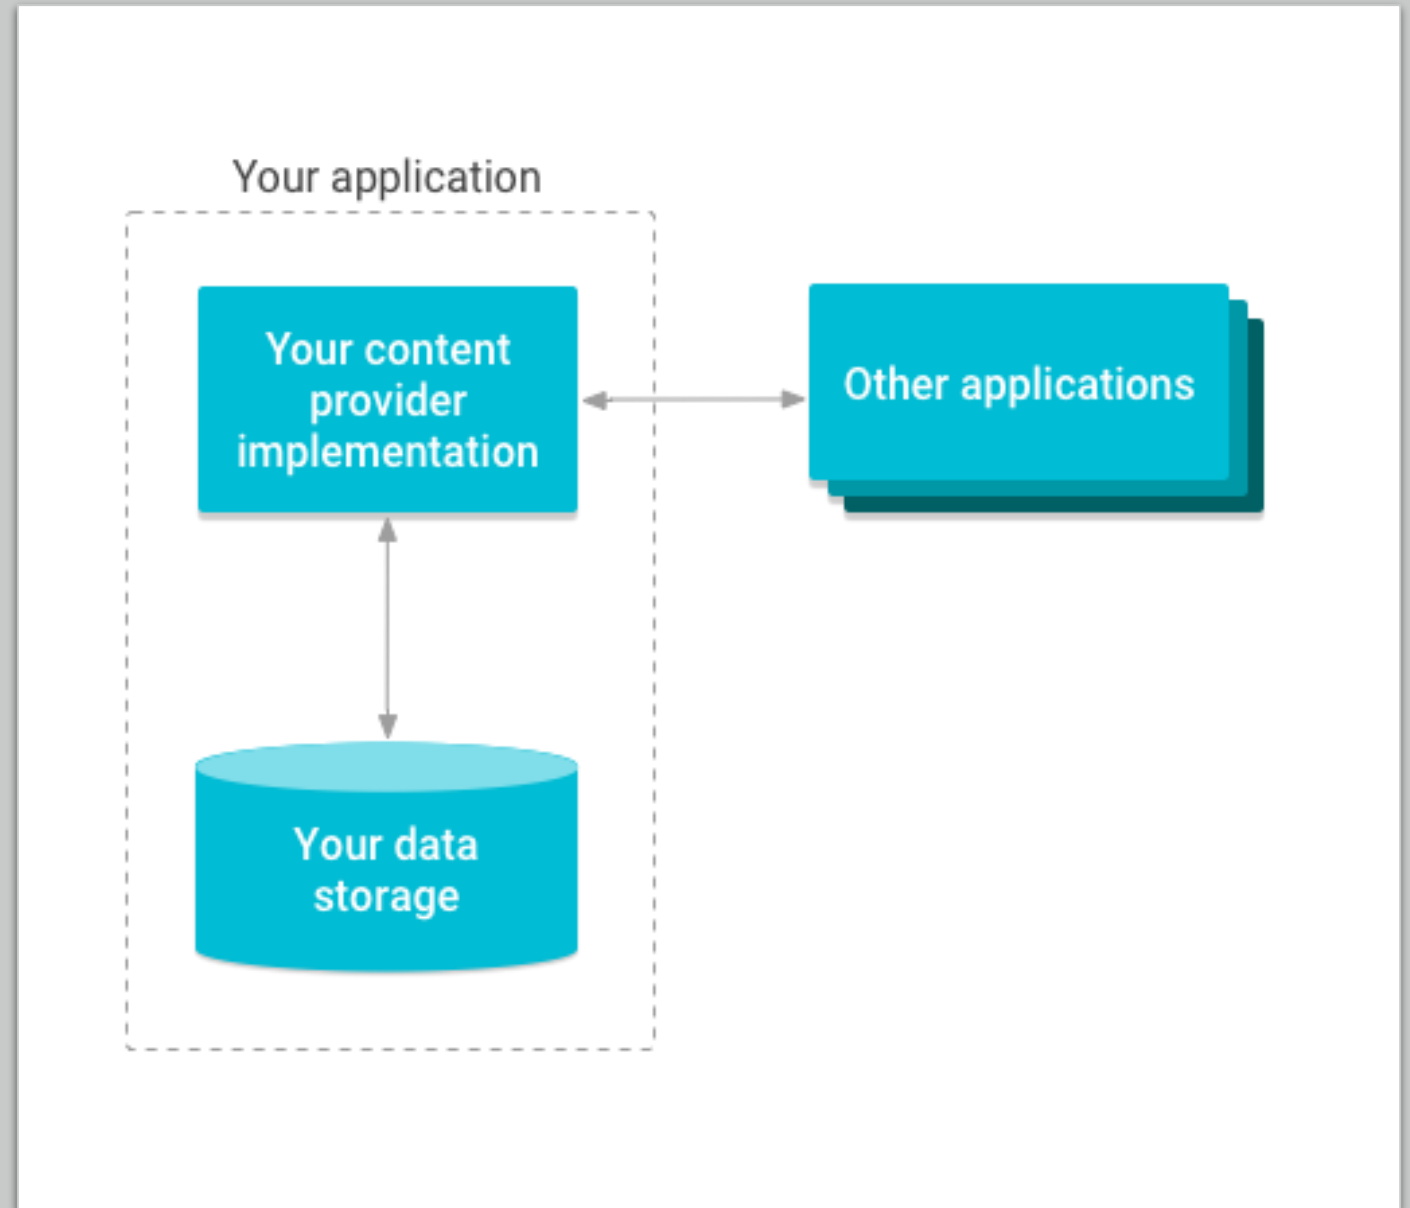 Your application
Your content
provider
implementation
Other applications
Your data
storage